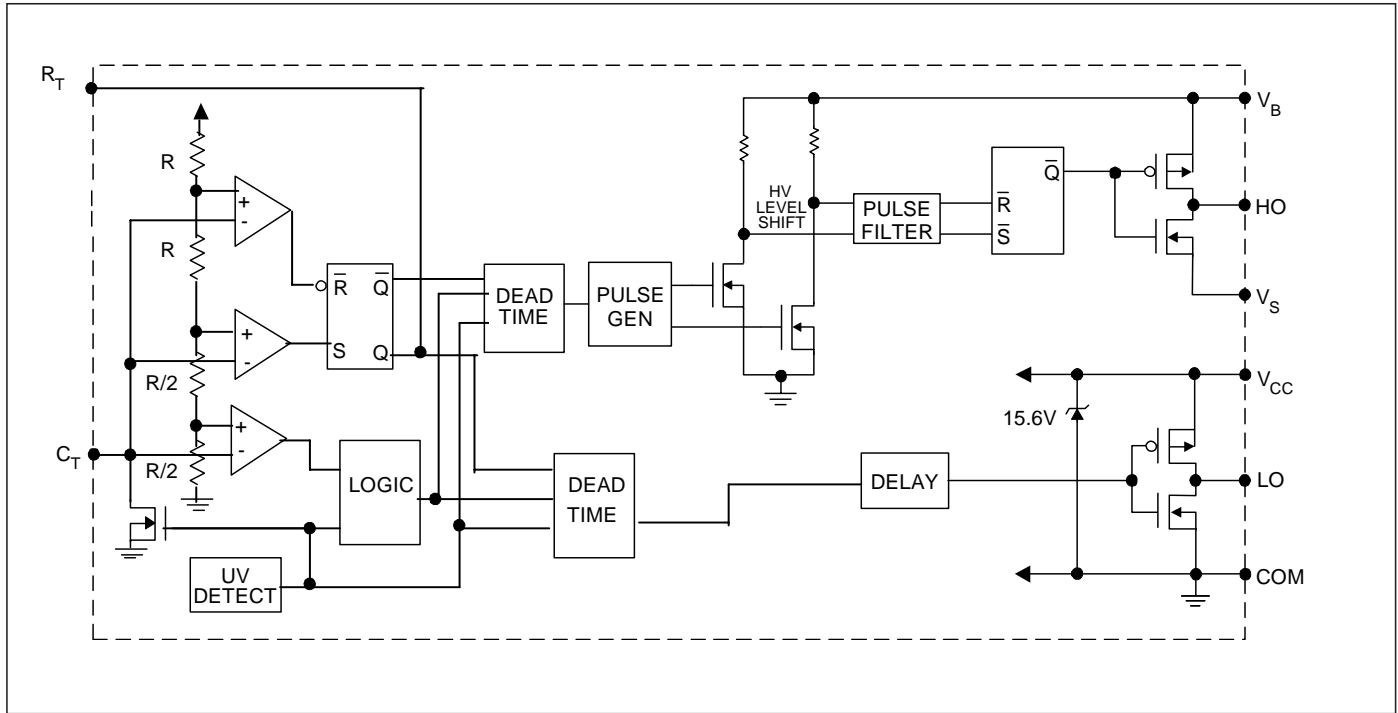 R_T
V_B
R
+
-
HV
LEVEL
SHIFT
PULSE
FILTER
R̅
S̅
Q̅
HO
R
R̅
Q̅
S
Q
DEAD
TIME
PULSE
GEN
V_S
+
-
R/2
V_CC
15.6V
+
-
C_T
R/2
LOGIC
DEAD
TIME
DELAY
LO
UV
DETECT
COM